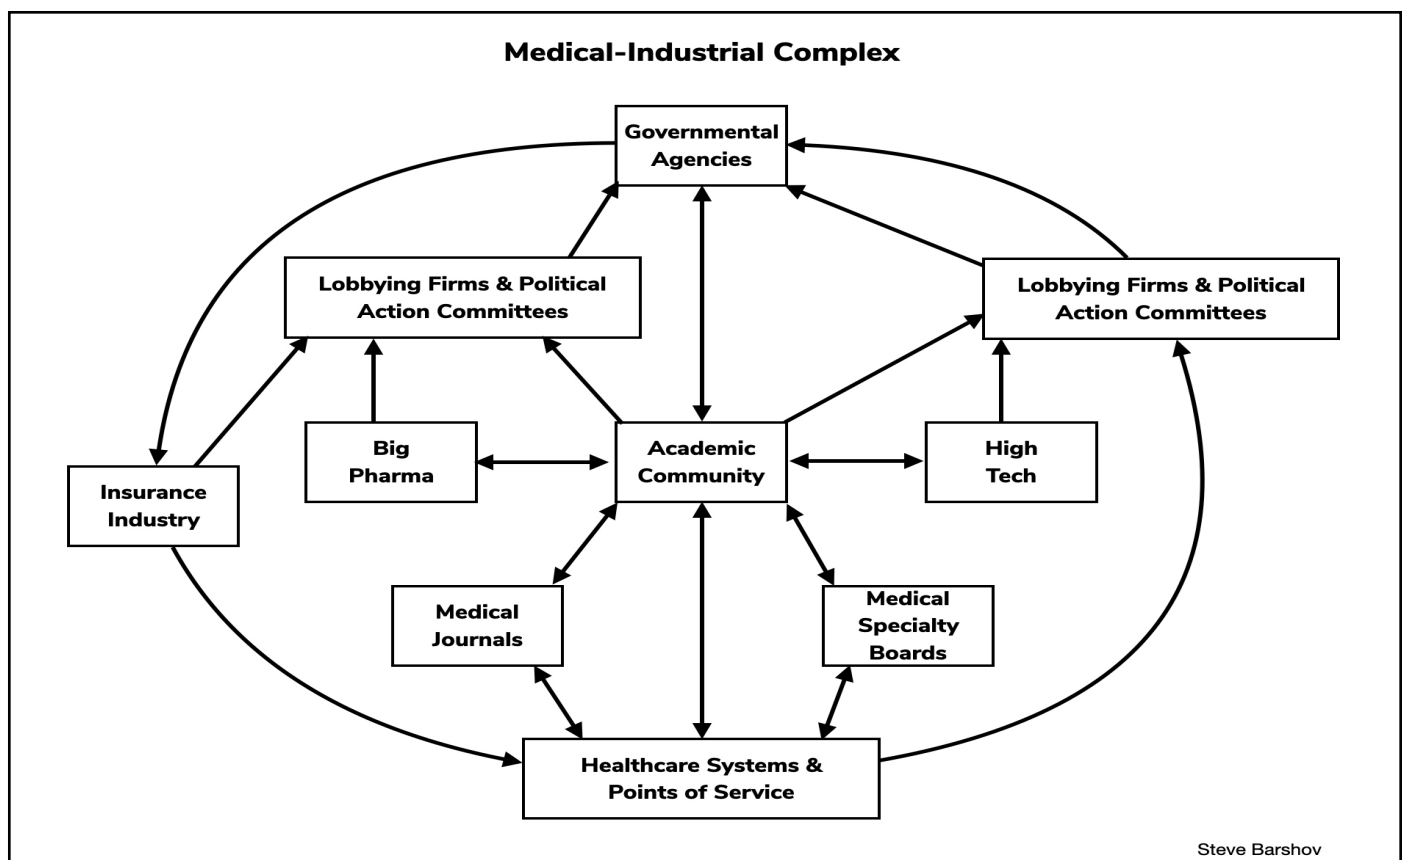 Medical-Industrial Complex
Governmental
Agencies
Lobbying Firms & Political
Action Committees
Lobbying Firms & Political
Action Committees
Big
Pharma
Academic
Community
High
Tech
Insurance
Industry
Medical
Journals
Medical
Specialty
Boards
Healthcare Systems &
Points of Service
Steve Barshov